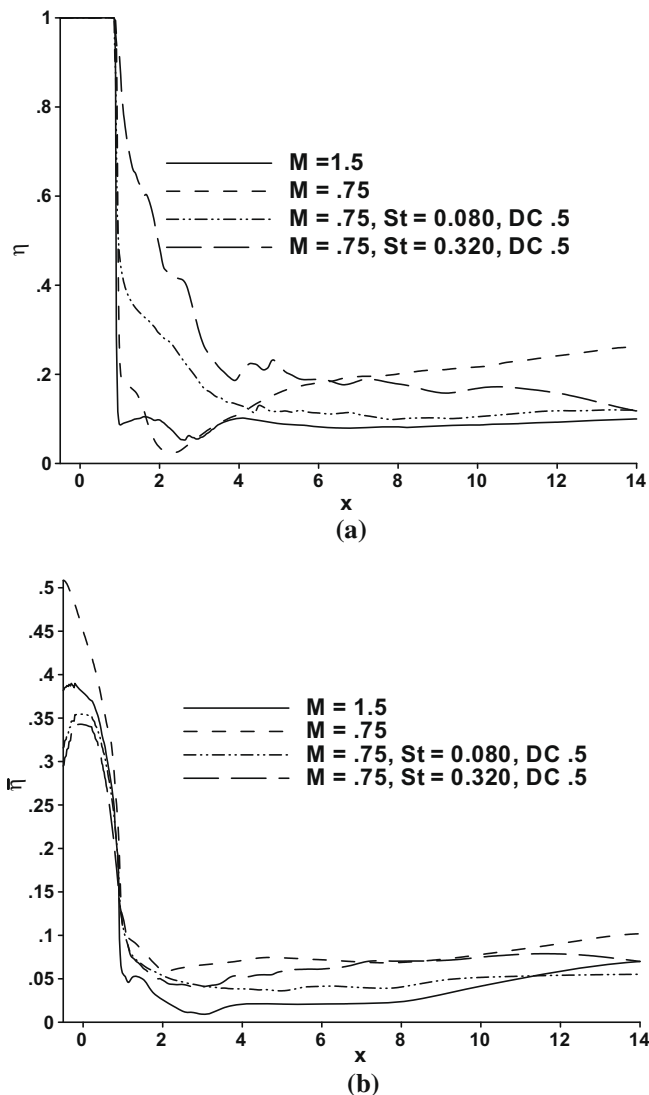 1
.8
.6
.4
.2
0
η
M =1.5
M = .75
M = .75, St = 0.080, DC .5
M = .75, St = 0.320, DC .5
0 2 4 6 8 10 12 14
x
(a)
.5
.45
.4
.35
.3
.25
.2
.15
.1
.05
0
η̅
M = 1.5
M = .75
M = .75, St = 0.080, DC .5
M = .75, St = 0.320, DC .5
0 2 4 6 8 10 12 14
x
(b)